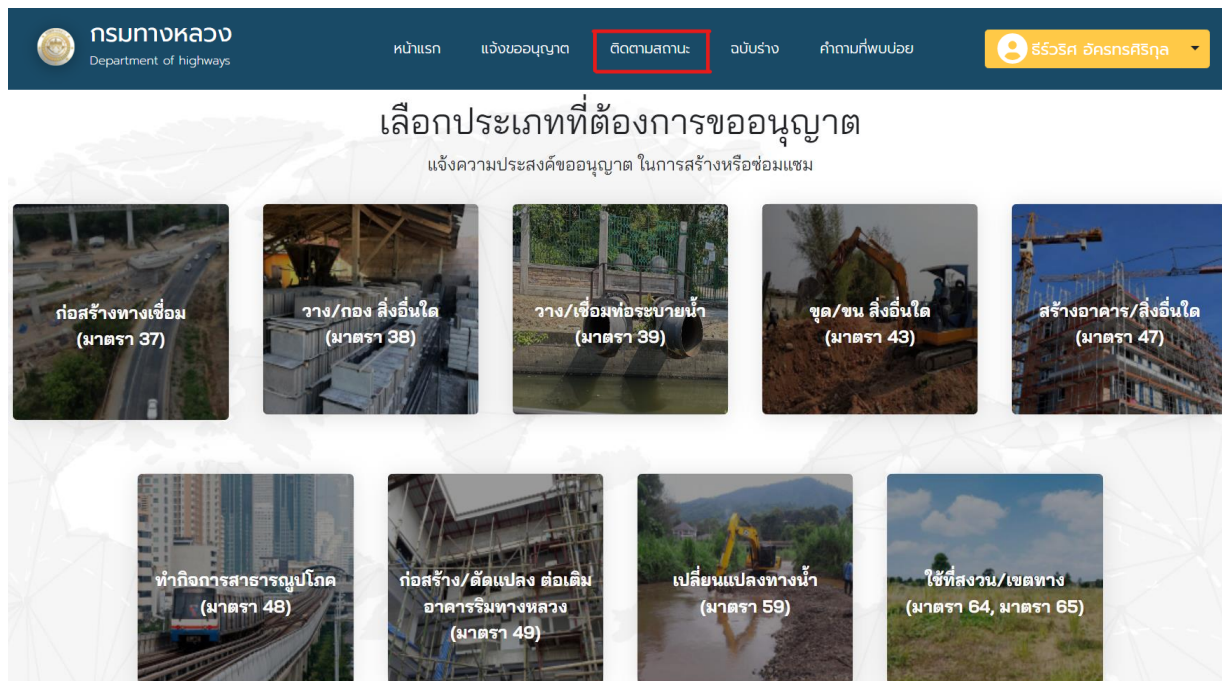 กรมทางหลวง
Department of highways
หน้าแรก
แจ้งขออนุญาต
ติดตามสถานะ
ฉบับร่าง
คำถามที่พบบ่อย
ธีร์วริศ อัครทรศิริกุล
เลือกประเภทที่ต้องการขออนุญาต
แจ้งความประสงค์ขออนุญาต ในการสร้างหรือซ่อมแซม
ก่อสร้างทางเชื่อม
(มาตรา 37)
วาง/กอง สิ่งอื่นใด
(มาตรา 38)
วาง/เชื่อมท่อระบายน้ำ
(มาตรา 39)
ขุด/ขน สิ่งอื่นใด
(มาตรา 43)
สร้างอาคาร/สิ่งอื่นใด
(มาตรา 47)
ทำกิจการสาธารณูปโภค
(มาตรา 48)
ก่อสร้าง/ดัดแปลง ต่อเติม
อาคารริมทางหลวง
(มาตรา 49)
เปลี่ยนแปลงทางน้ำ
(มาตรา 59)
ใช้ที่สงวน/เขตทาง
(มาตรา 64, มาตรา 65)